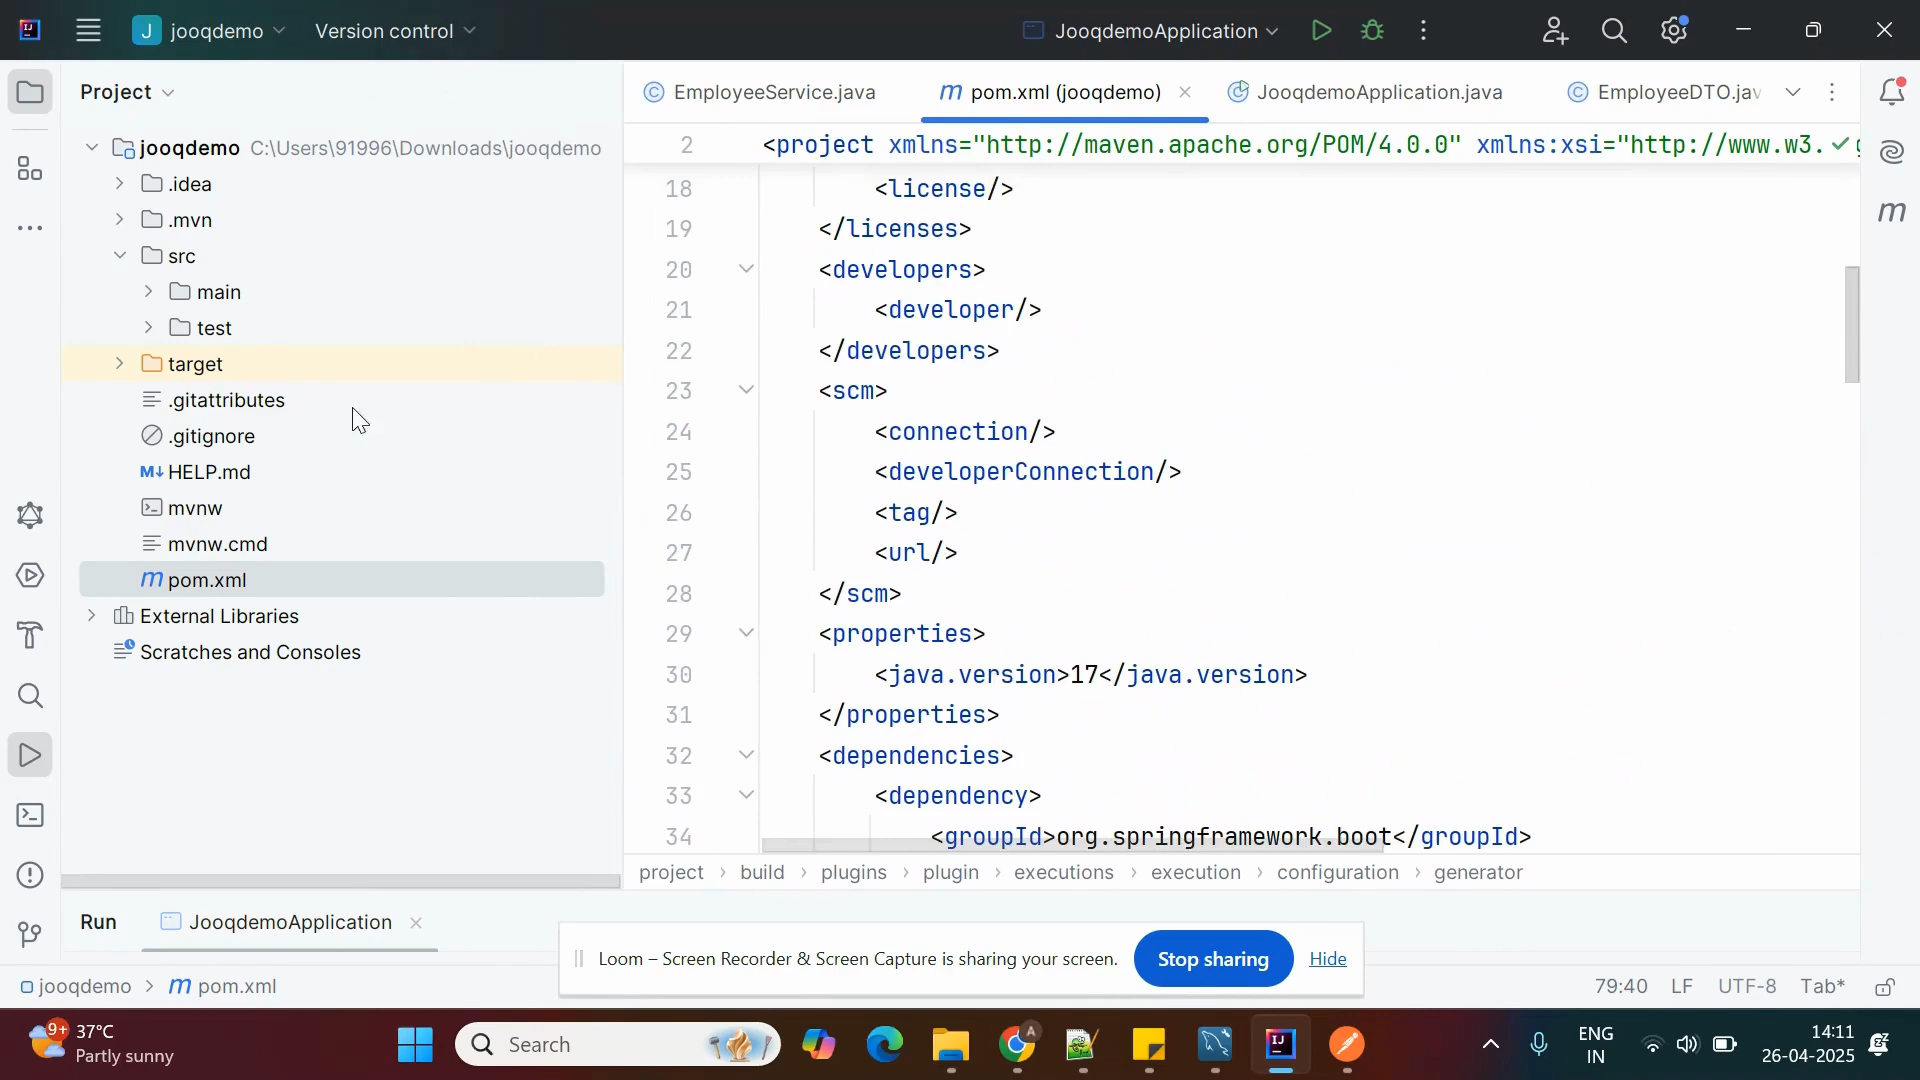 J jooqdemo Version control JooqdemoApplication
Project
jooqdemo C:\Users\91996\Downloads\jooqdemo
.idea
.mvn
src
main
test
target
.gitattributes
.gitignore
M↓ HELP.md
mvnw
mvnw.cmd
m pom.xml
External Libraries
Scratches and Consoles
EmployeeService.java m pom.xml (jooqdemo) JooqdemoApplication.java EmployeeDTO.jav
2 <project xmlns="http://maven.apache.org/POM/4.0.0" xmlns:xsi="http://www.w3.
18 <license/>
19 </licenses>
20 <developers>
21 <developer/>
22 </developers>
23 <scm>
24 <connection/>
25 <developerConnection/>
26 <tag/>
27 <url/>
28 </scm>
29 <properties>
30 <java.version>17</java.version>
31 </properties>
32 <dependencies>
33 <dependency>
34 <groupId>org.springframework.boot</groupId>
project › build › plugins › plugin › executions › execution › configuration › generator
Run JooqdemoApplication
Loom – Screen Recorder & Screen Capture is sharing your screen. Stop sharing Hide
jooqdemo › m pom.xml 79:40 LF UTF-8 Tab*
9+ 37°C
Partly sunny
Search
A
IJ
ENG
IN
14:11
26-04-2025